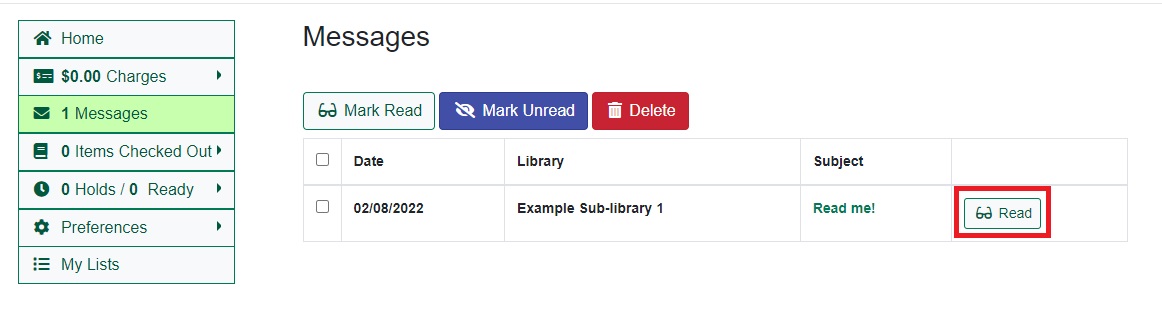 Home
$0.00 Charges
1 Messages
0 Items Checked Out
0 Holds / 0 Ready
Preferences
My Lists
Messages
Mark Read Mark Unread Delete
Date Library Subject
02/08/2022 Example Sub-library 1 Read me! Read